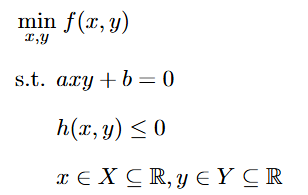 min f(x, y)
x,y
s.t. axy + b = 0
h(x, y) ≤ 0
x ∈ X ⊆ ℝ, y ∈ Y ⊆ ℝ